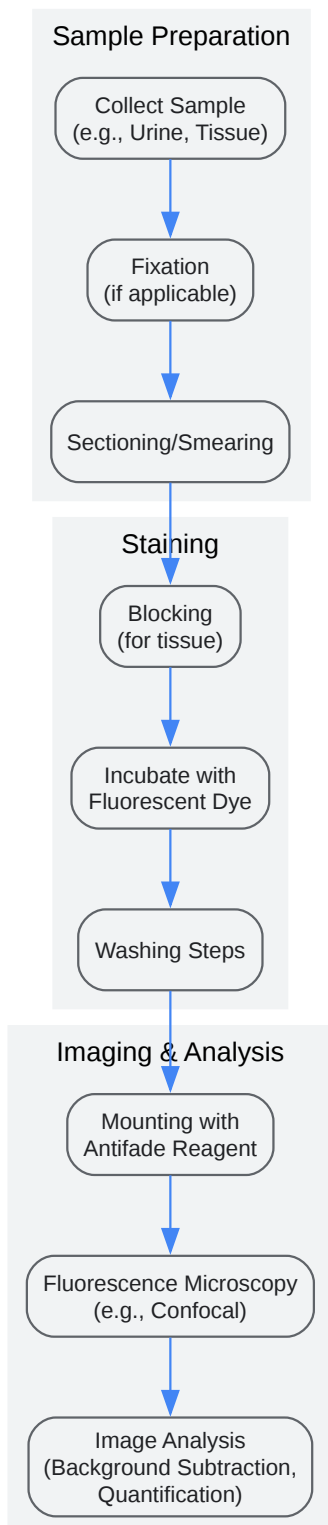 Sample Preparation
Collect Sample
(e.g., Urine, Tissue)
Fixation
(if applicable)
Sectioning/Smearing
Staining
Blocking
(for tissue)
Incubate with
Fluorescent Dye
Washing Steps
Imaging & Analysis
Mounting with
Antifade Reagent
Fluorescence Microscopy
(e.g., Confocal)
Image Analysis
(Background Subtraction,
Quantification)